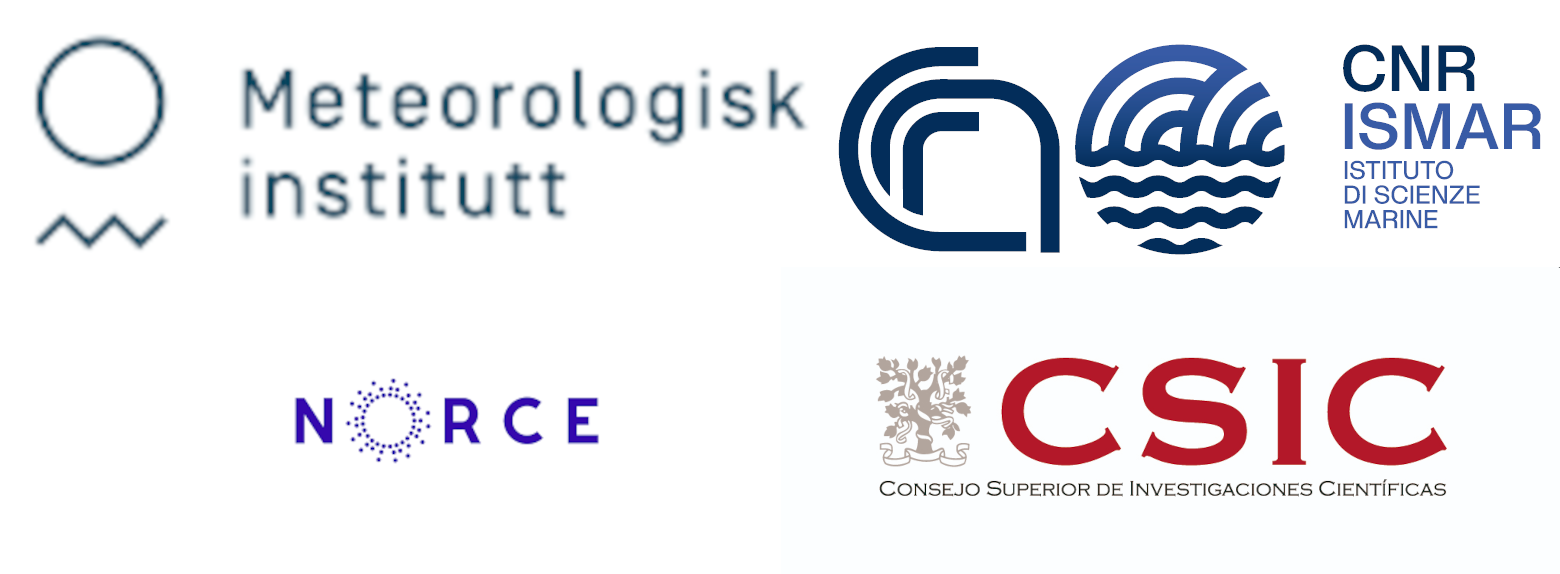 Meteorologisk
institutt
CNR
ISMAR
ISTITUTO
DI SCIENZE
MARINE
NORCE
CSIC
CONSEJO SUPERIOR DE INVESTIGACIONES CIENTÍFICAS